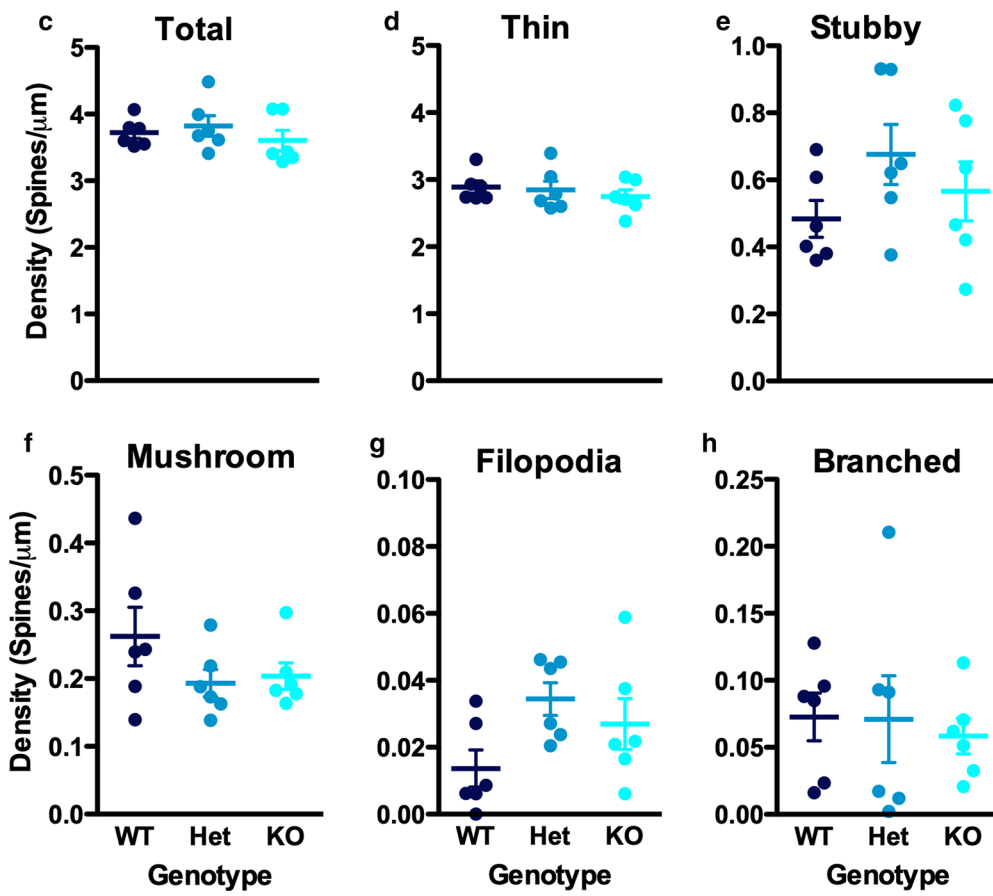 c Total
5
4
3
2
1
0
Density (Spines/μm)
d Thin
5
4
3
2
1
0
e Stubby
1.0
0.8
0.6
0.4
0.2
0.0
f Mushroom
0.5
0.4
0.3
0.2
0.1
0.0
Density (Spines/μm)
WT Het KO
Genotype
g Filopodia
0.10
0.08
0.06
0.04
0.02
0.00
WT Het KO
Genotype
h Branched
0.25
0.20
0.15
0.10
0.05
0.00
WT Het KO
Genotype